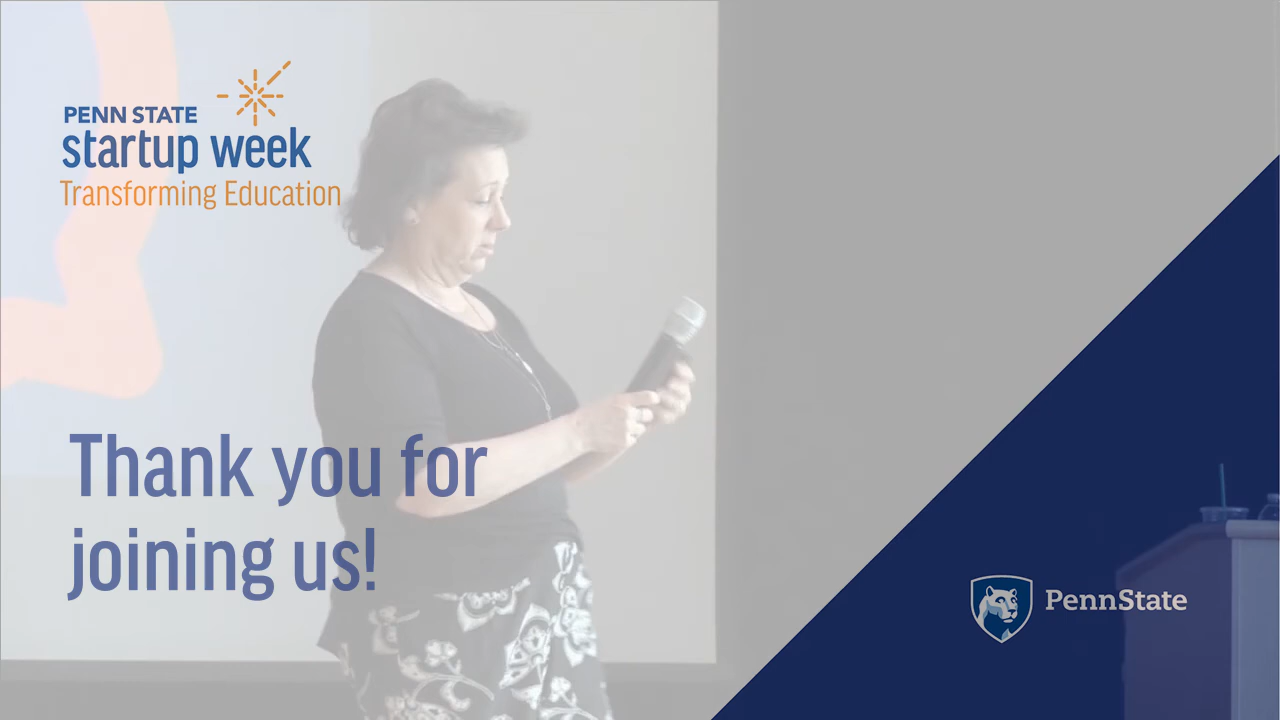 PENN STATE
startup week
Transforming Education
Thank you for
joining us!
PennState